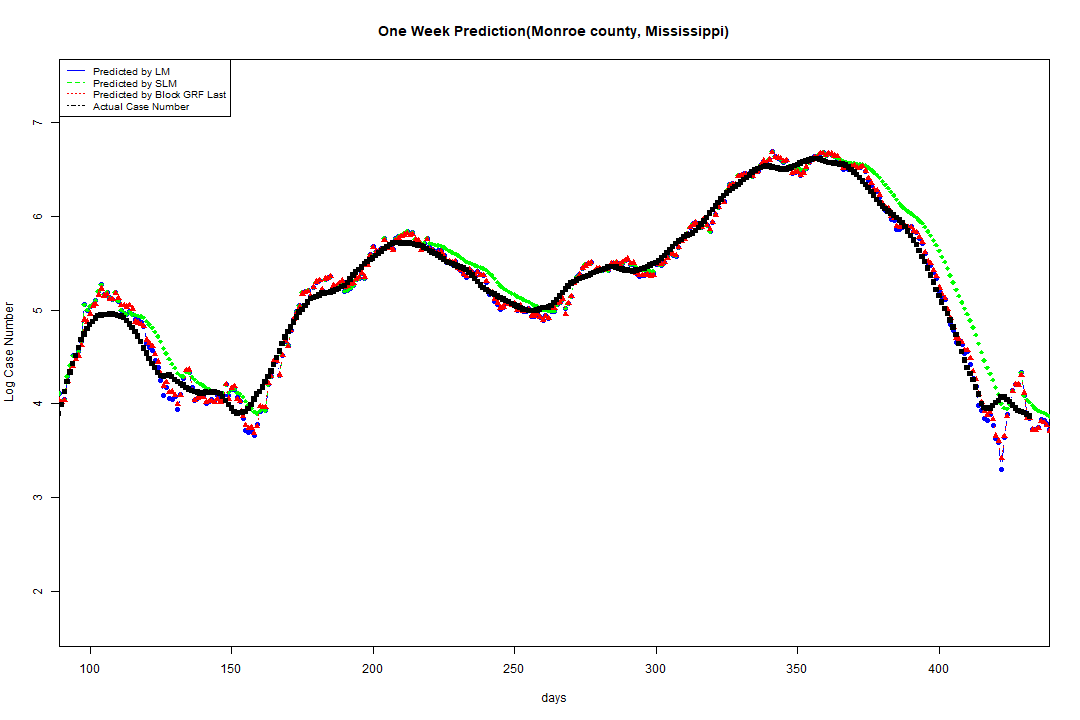 One Week Prediction(Monroe county, Mississippi)
Predicted by LM
Predicted by SLM
Predicted by Block GRF Last
Actual Case Number
Log Case Number
7
6
5
4
3
2
100 150 200 250 300 350 400
days